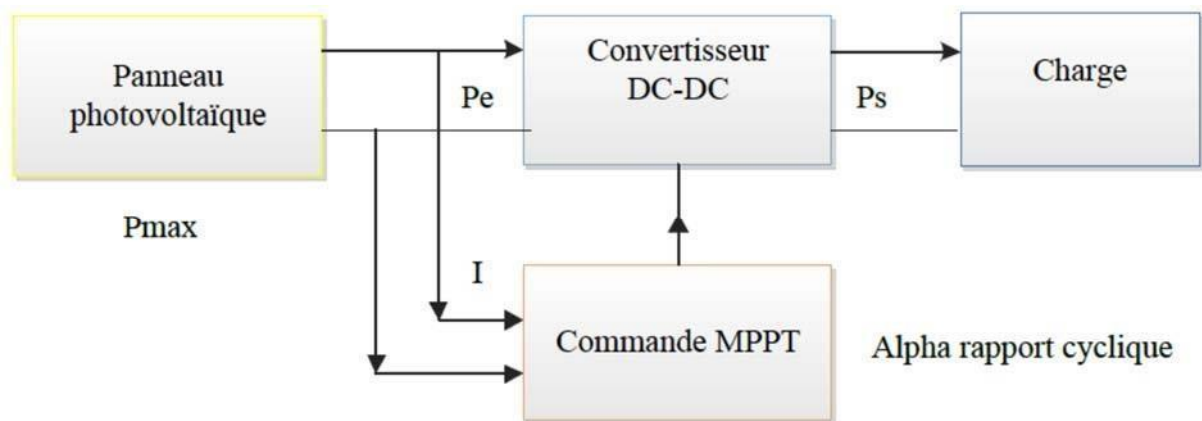 Panneau
photovoltaïque
Convertisseur
DC-DC
Charge
Pe
Ps
Pmax
I
Commande MPPT
Alpha rapport cyclique